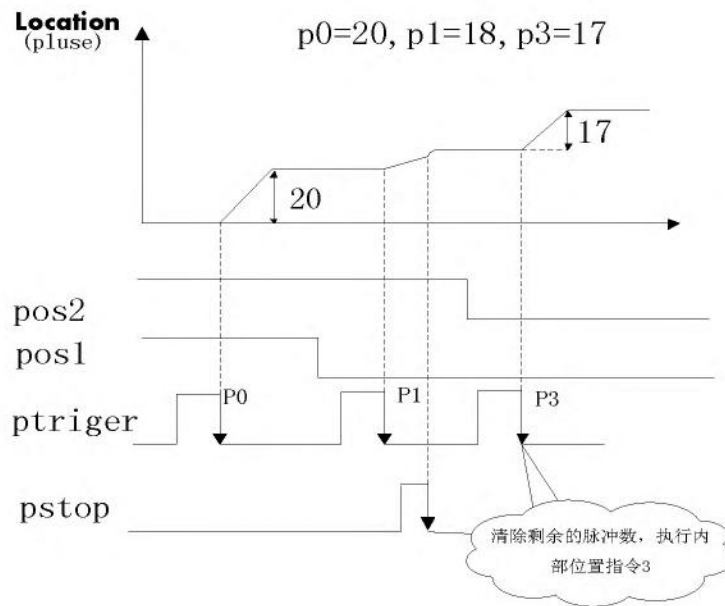 Location
(pluse)
p0=20, p1=18, p3=17
17
20
pos2
pos1
P0
P1
P3
ptriger
pstop
清除剩余的脉冲数，执行内
部位置指令3